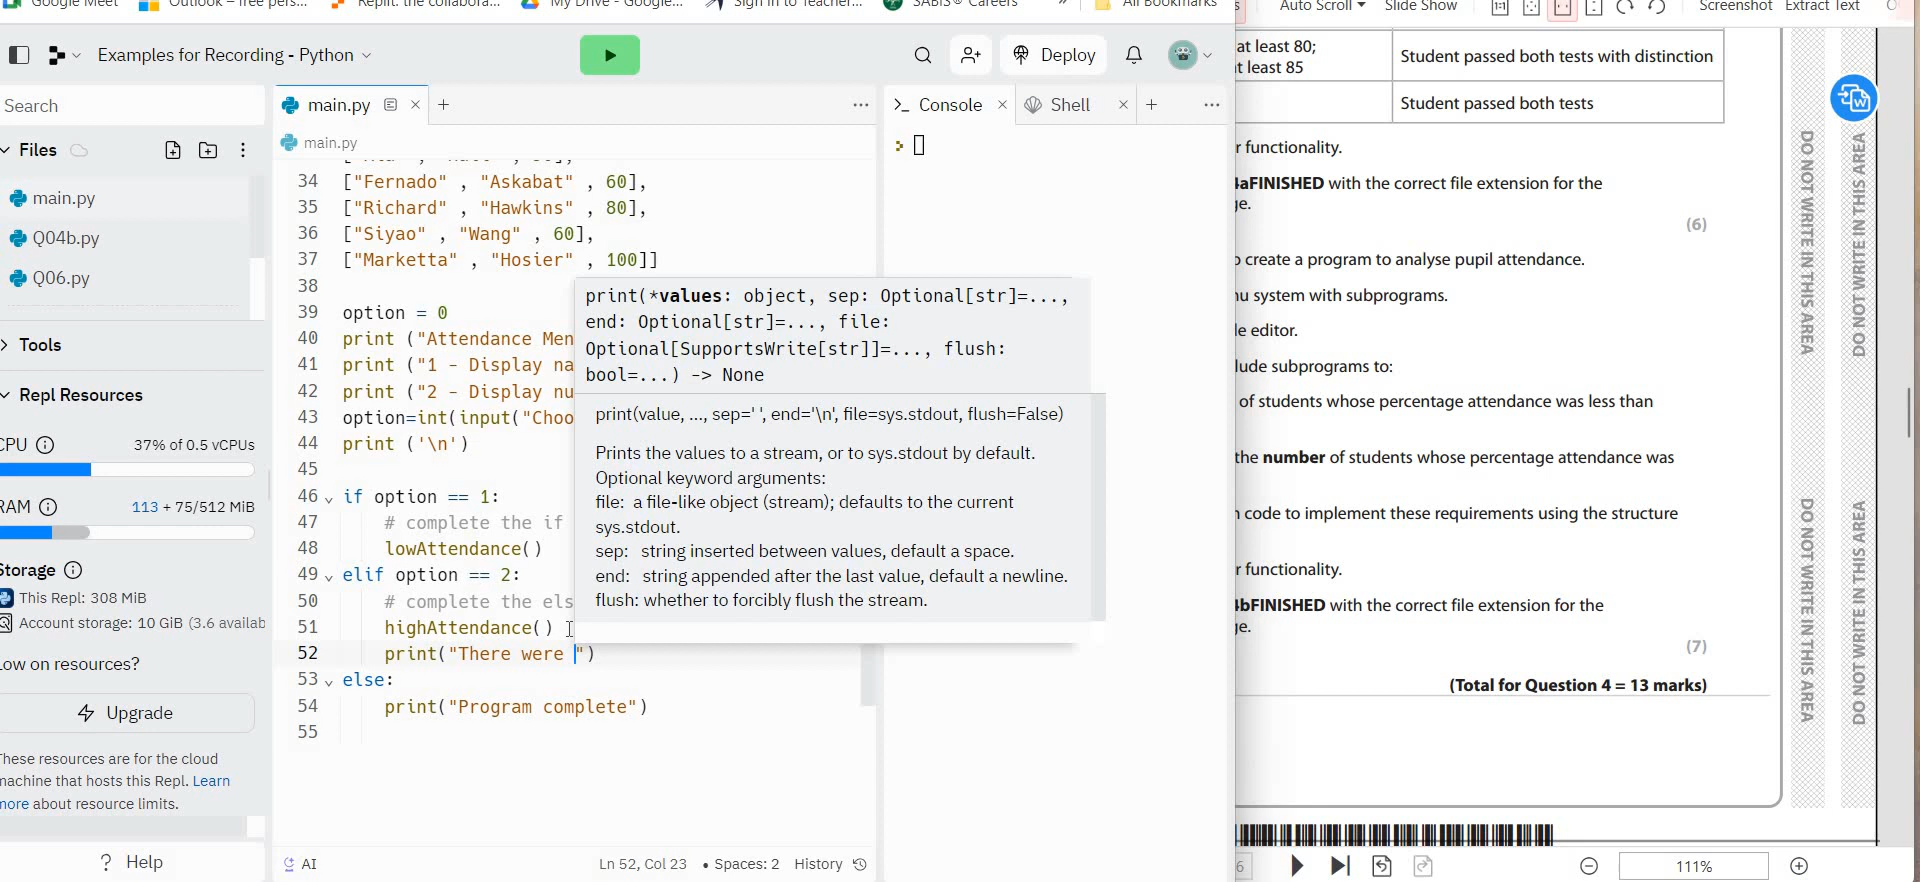 Google Meet
Outlook – free pers...
Replit: the collabora...
My Drive - Google...
Sign in to Teacher...
SABIS® Careers
»
All Bookmarks
Auto Scroll
Slide Show
Screenshot
Extract Text
Examples for Recording - Python
Deploy
Search
main.py
Console
Shell
Files
main.py
main.py
Q04b.py
Q06.py
34 ["Fernado" , "Askabat" , 60],
35 ["Richard" , "Hawkins" , 80],
36 ["Siyao" , "Wang" , 60],
37 ["Marketta" , "Hosier" , 100]]
38
39 option = 0
40 print ("Attendance Men
41 print ("1 - Display na
42 print ("2 - Display nu
43 option=int(input("Choo
44 print ('\n')
45
46 if option == 1:
47 # complete the if
48 lowAttendance()
49 elif option == 2:
50 # complete the els
51 highAttendance()
52 print("There were ")
53 else:
54 print("Program complete")
55
print(*values: object, sep: Optional[str]=...,
end: Optional[str]=..., file:
Optional[SupportsWrite[str]]=..., flush:
bool=...) -> None
print(value, ..., sep=' ', end='\n', file=sys.stdout, flush=False)
Prints the values to a stream, or to sys.stdout by default.
Optional keyword arguments:
file: a file-like object (stream); defaults to the current
sys.stdout.
sep: string inserted between values, default a space.
end: string appended after the last value, default a newline.
flush: whether to forcibly flush the stream.
Tools
Repl Resources
CPU
37% of 0.5 vCPUs
RAM
113 + 75/512 MiB
Storage
This Repl: 308 MiB
Account storage: 10 GiB (3.6 availab
Low on resources?
Upgrade
These resources are for the cloud
machine that hosts this Repl. Learn
more about resource limits.
? Help
AI
Ln 52, Col 23
• Spaces: 2
History
at least 80;
t least 85
Student passed both tests with distinction
Student passed both tests
r functionality.
4aFINISHED with the correct file extension for the
ge.
(6)
o create a program to analyse pupil attendance.
nu system with subprograms.
le editor.
lude subprograms to:
of students whose percentage attendance was less than
the number of students whose percentage attendance was
n code to implement these requirements using the structure
r functionality.
4bFINISHED with the correct file extension for the
ge.
(7)
(Total for Question 4 = 13 marks)
DO NOT WRITE IN THIS AREA
DO NOT WRITE IN THIS AREA
DO NOT WRITE IN THIS AREA
DO NOT WRITE IN THIS AREA
6
111%